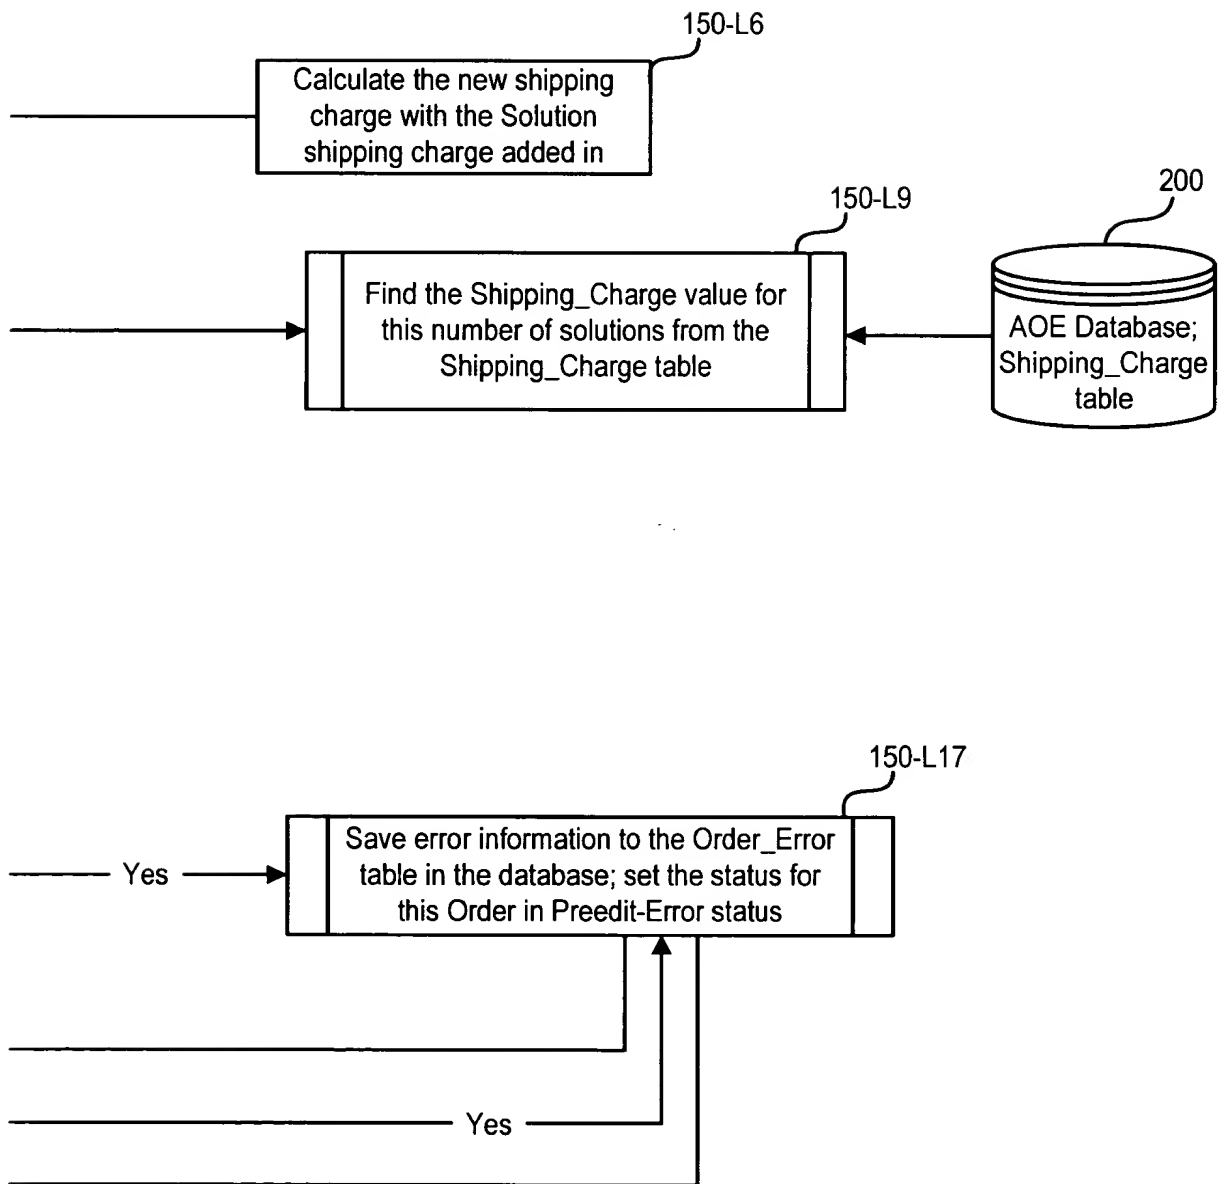 150-L6
Calculate the new shipping
charge with the Solution
shipping charge added in
150-L9
200
Find the Shipping_Charge value for
this number of solutions from the
Shipping_Charge table
AOE Database;
Shipping_Charge
table
150-L17
Save error information to the Order_Error
table in the database; set the status for
this Order in Preedit-Error status
Yes
Yes